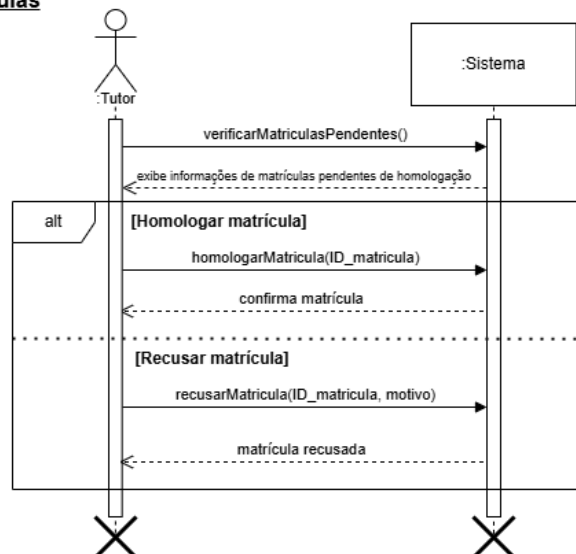 :Tutor
:Sistema
verificarMatriculasPendentes()
exibe informações de matrículas pendentes de homologação
alt
[Homologar matrícula]
homologarMatricula(ID_matricula)
confirma matrícula
[Recusar matrícula]
recusarMatricula(ID_matricula, motivo)
matrícula recusada